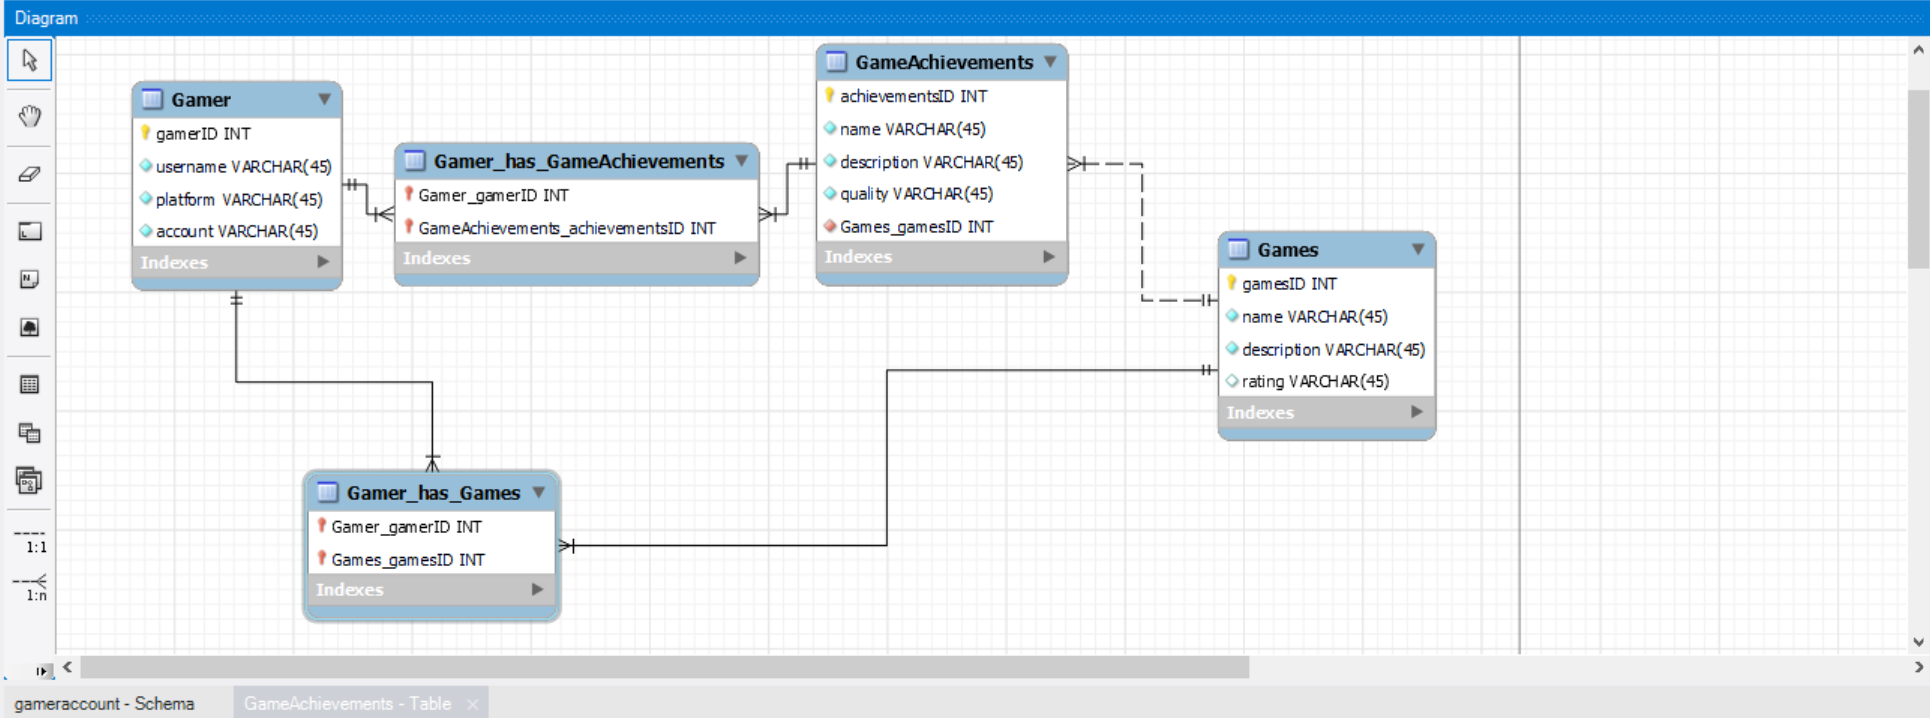 Diagram
Gamer
gamerID INT
username VARCHAR(45)
platform VARCHAR(45)
account VARCHAR(45)
Indexes
Gamer_has_GameAchievements
Gamer_gamerID INT
GameAchievements_achievementsID INT
Indexes
GameAchievements
achievementsID INT
name VARCHAR(45)
description VARCHAR(45)
quality VARCHAR(45)
Games_gamesID INT
Indexes
Games
gamesID INT
name VARCHAR(45)
description VARCHAR(45)
rating VARCHAR(45)
Indexes
Gamer_has_Games
Gamer_gamerID INT
Games_gamesID INT
Indexes
1:1
1:n
gameraccount - Schema
GameAchievements - Table